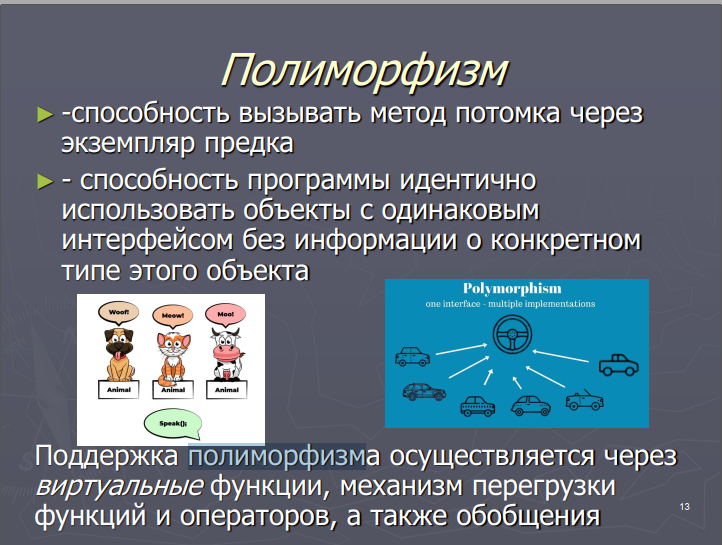 Полиморфизм
► -способность вызывать метод потомка через
экземпляр предка
► - способность программы идентично
использовать объекты с одинаковым
интерфейсом без информации о конкретном
типе этого объекта
Woof!
Meow!
Moo!
Animal
Animal
Animal
Speak();
Polymorphism
one interface - multiple implementations
Поддержка полиморфизма осуществляется через
виртуальные функции, механизм перегрузки
функций и операторов, а также обобщения
13